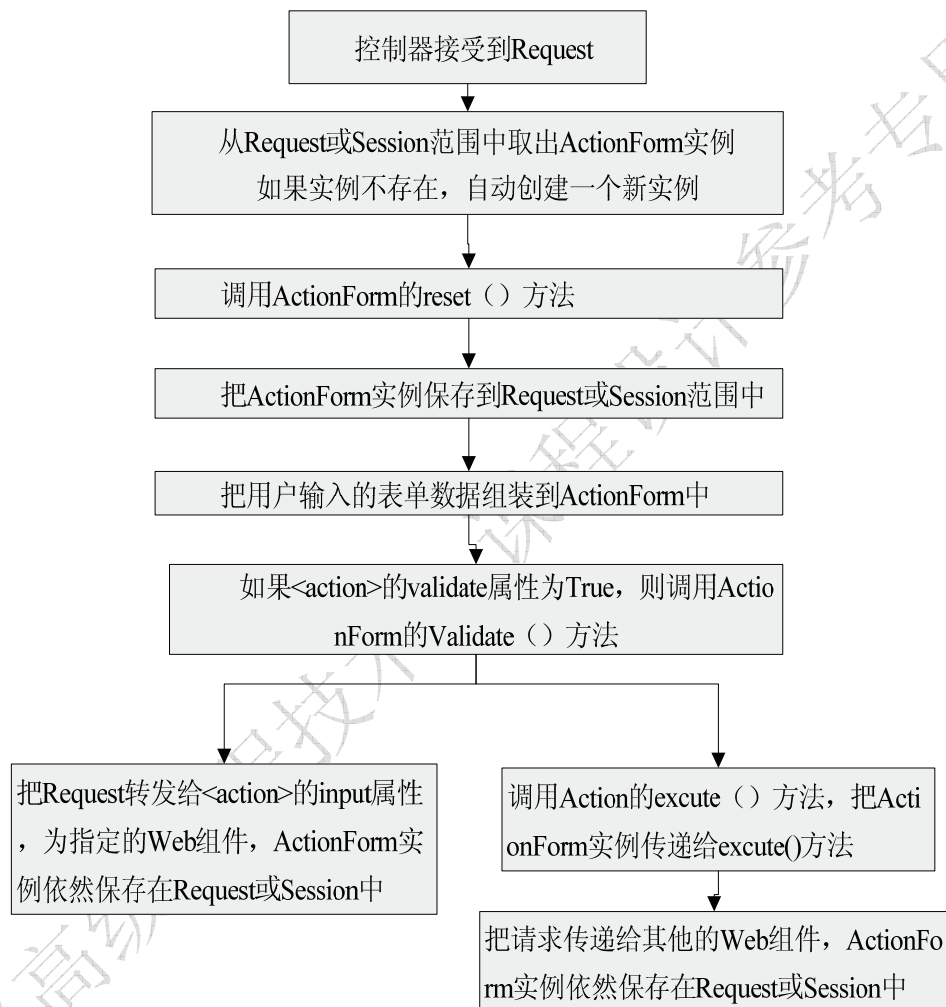 控制器接受到Request
从Request或Session范围中取出ActionForm实例
如果实例不存在，自动创建一个新实例
调用ActionForm的reset（）方法
把ActionForm实例保存到Request或Session范围中
把用户输入的表单数据组装到ActionForm中
如果<action>的validate属性为True，则调用Actio
nForm的Validate（）方法
把Request转发给<action>的input属性
，为指定的Web组件，ActionForm实
例依然保存在Request或Session中
调用Action的excute（）方法，把Acti
onForm实例传递给excute()方法
把请求传递给其他的Web组件，ActionFo
rm实例依然保存在Request或Session中